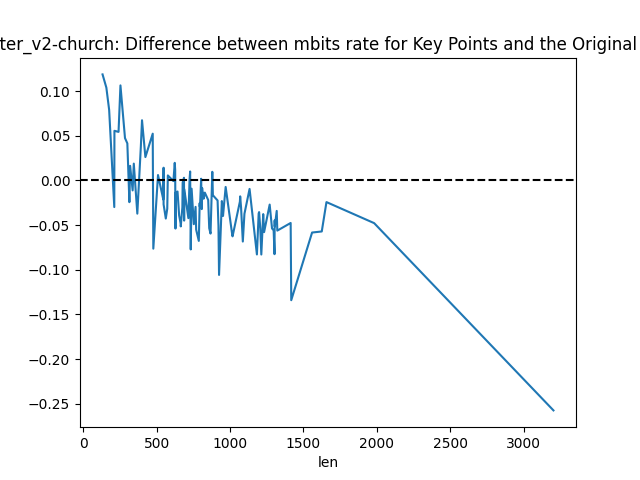 ter_v2-church: Difference between mbits rate for Key Points and the Original
0.10
0.05
0.00
−0.05
−0.10
−0.15
−0.20
−0.25
0 500 1000 1500 2000 2500 3000
len